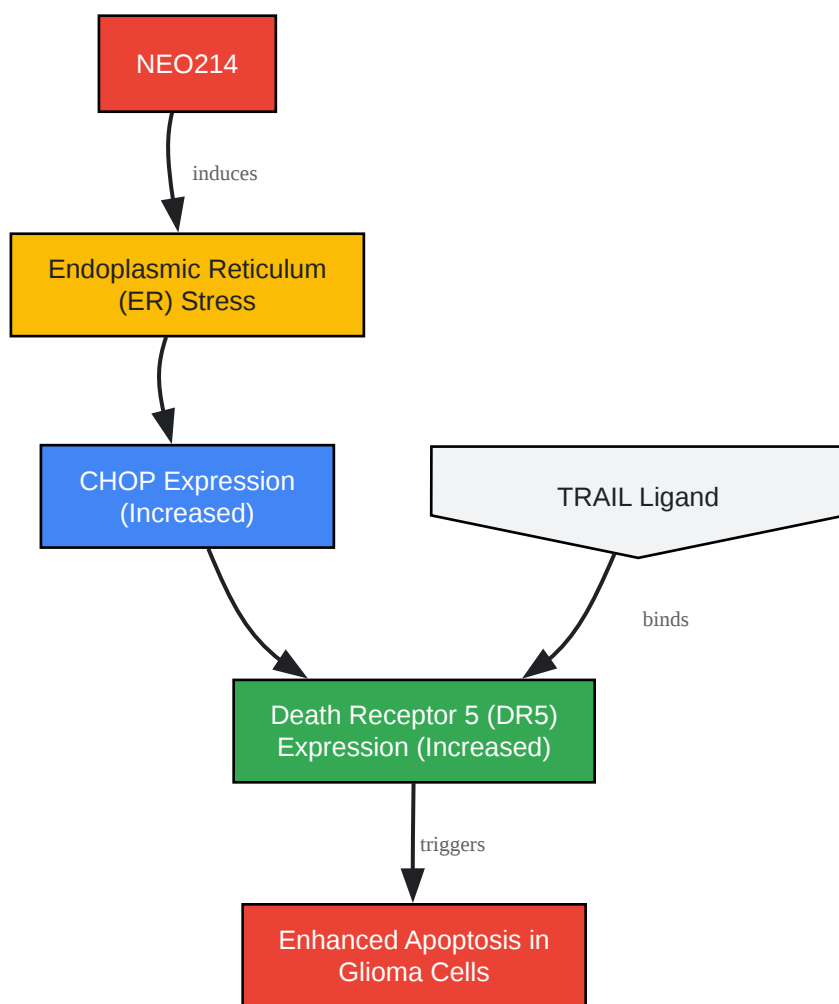 NEO214
induces
Endoplasmic Reticulum
(ER) Stress
CHOP Expression
(Increased)
TRAIL Ligand
binds
Death Receptor 5 (DR5)
Expression (Increased)
triggers
Enhanced Apoptosis in
Glioma Cells